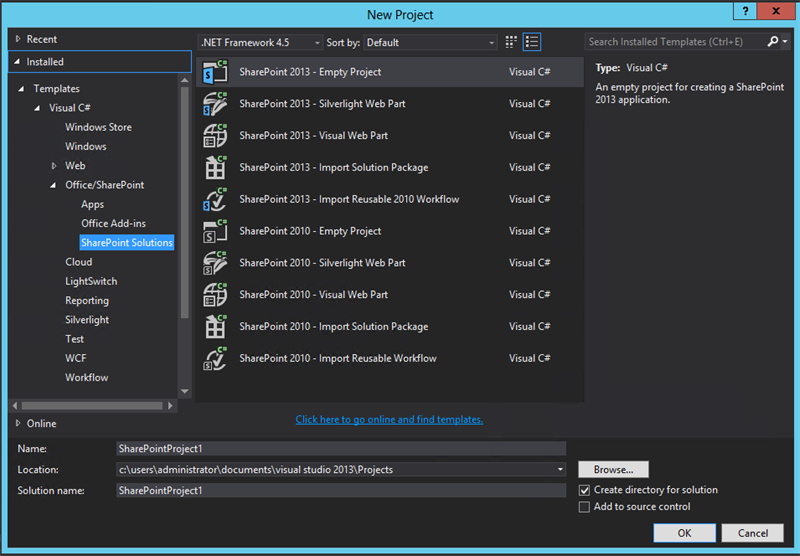 New Project
?
x
Recent
Installed
.NET Framework 4.5
Sort by:
Default
Search Installed Templates (Ctrl+E)
Templates
Visual C#
Windows Store
Windows
Web
Office/SharePoint
Apps
Office Add-ins
SharePoint Solutions
Cloud
LightSwitch
Reporting
Silverlight
Test
WCF
Workflow
Online
SharePoint 2013 - Empty Project Visual C#
SharePoint 2013 - Silverlight Web Part Visual C#
SharePoint 2013 - Visual Web Part Visual C#
SharePoint 2013 - Import Solution Package Visual C#
SharePoint 2013 - Import Reusable 2010 Workflow Visual C#
SharePoint 2010 - Empty Project Visual C#
SharePoint 2010 - Silverlight Web Part Visual C#
SharePoint 2010 - Visual Web Part Visual C#
SharePoint 2010 - Import Solution Package Visual C#
SharePoint 2010 - Import Reusable Workflow Visual C#
Click here to go online and find templates.
Type: Visual C#
An empty project for creating a SharePoint
2013 application.
Name: SharePointProject1
Location: c:\users\administrator\documents\visual studio 2013\Projects
Browse...
Solution name: SharePointProject1
Create directory for solution
Add to source control
OK
Cancel